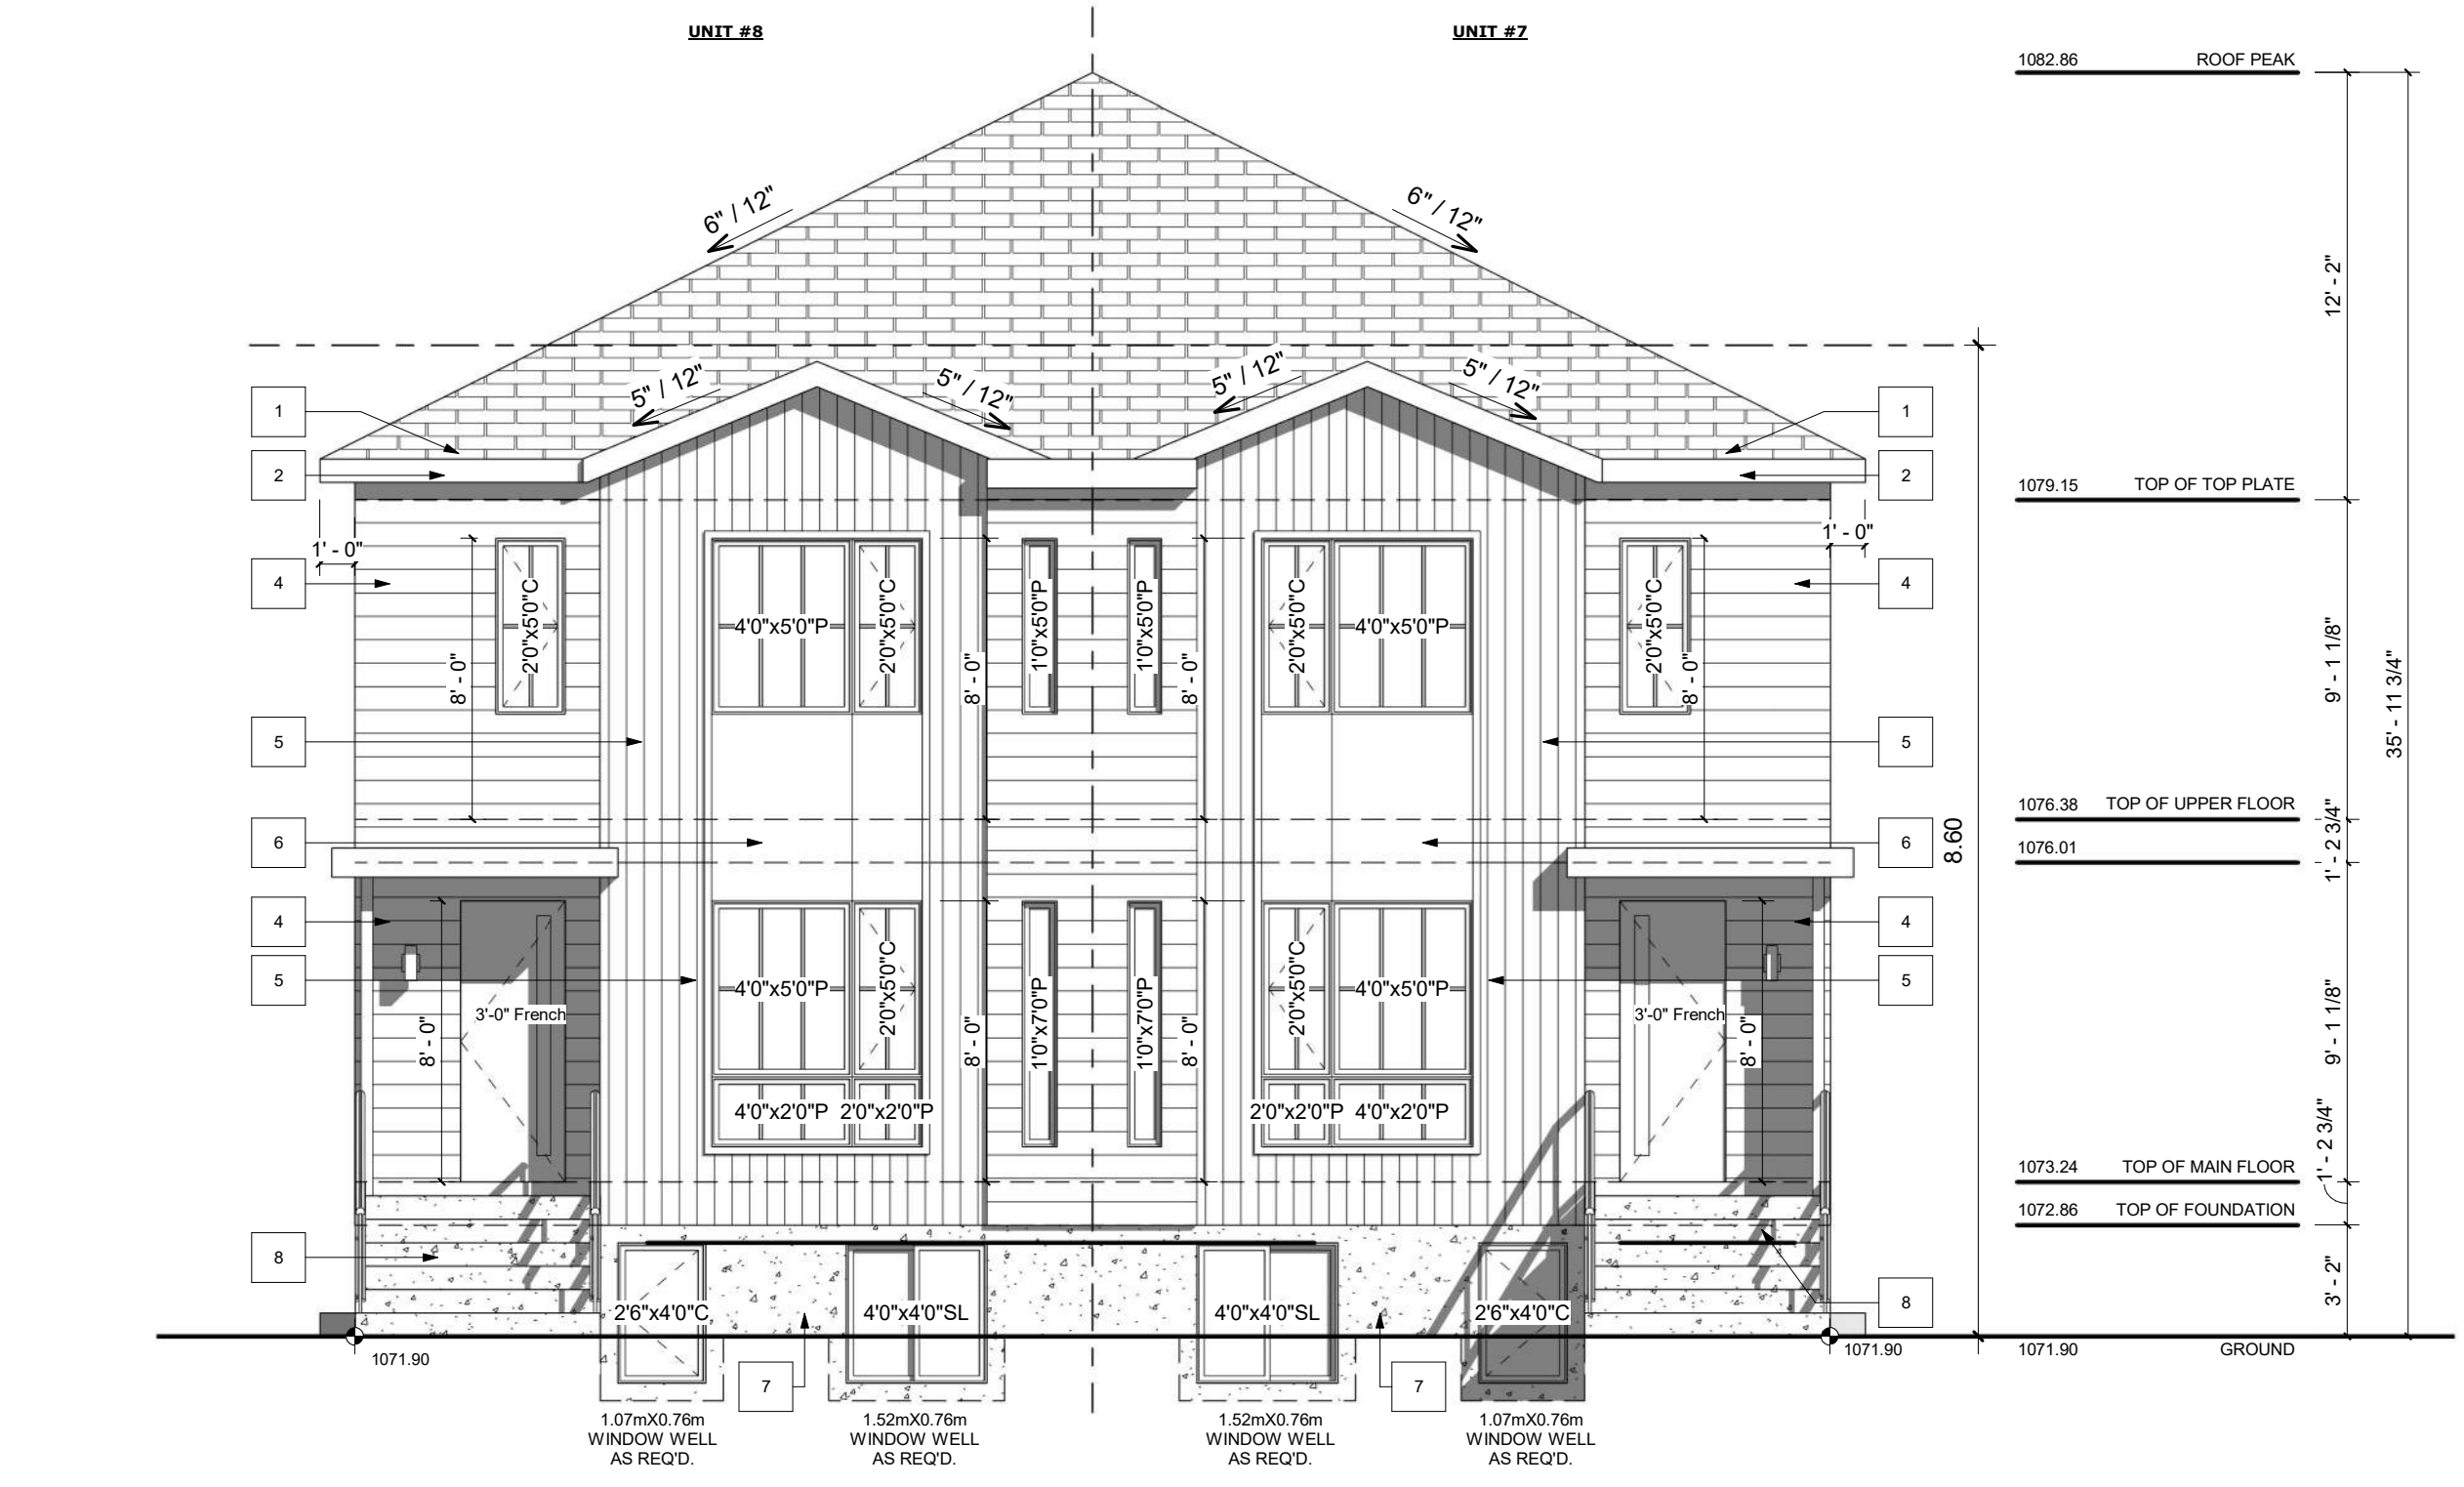 UNIT #8
UNIT #7
1082.86 ROOF PEAK
6" / 12"
6" / 12"
12' - 2"
5" / 12"
5" / 12"
5" / 12"
5" / 12"
1
1
2
2
1079.15 TOP OF TOP PLATE
1' - 0"
1' - 0"
4
4
2'0"x5'0"C
4'0"x5'0"P
2'0"x5'0"C
1'0"x5'0"P
1'0"x5'0"P
2'0"x5'0"C
4'0"x5'0"P
2'0"x5'0"C
8' - 0"
8' - 0"
8' - 0"
8' - 0"
9' - 1 1/8"
35' - 11 3/4"
5
5
1076.38 TOP OF UPPER FLOOR
6
6
8.60
1076.01
1' - 2 3/4"
4
4
5
5
4'0"x5'0"P
2'0"x5'0"C
1'0"x7'0"P
1'0"x7'0"P
2'0"x5'0"C
4'0"x5'0"P
3'-0" French
3'-0" French
8' - 0"
8' - 0"
8' - 0"
8' - 0"
9' - 1 1/8"
4'0"x2'0"P
2'0"x2'0"P
2'0"x2'0"P
4'0"x2'0"P
1073.24 TOP OF MAIN FLOOR
1' - 2 3/4"
1072.86 TOP OF FOUNDATION
8
8
3' - 2"
2'6"x4'0"C
4'0"x4'0"SL
4'0"x4'0"SL
2'6"x4'0"C
1071.90
1071.90
1071.90 GROUND
7
7
1.07mX0.76m
WINDOW WELL
AS REQ'D.
1.52mX0.76m
WINDOW WELL
AS REQ'D.
1.52mX0.76m
WINDOW WELL
AS REQ'D.
1.07mX0.76m
WINDOW WELL
AS REQ'D.